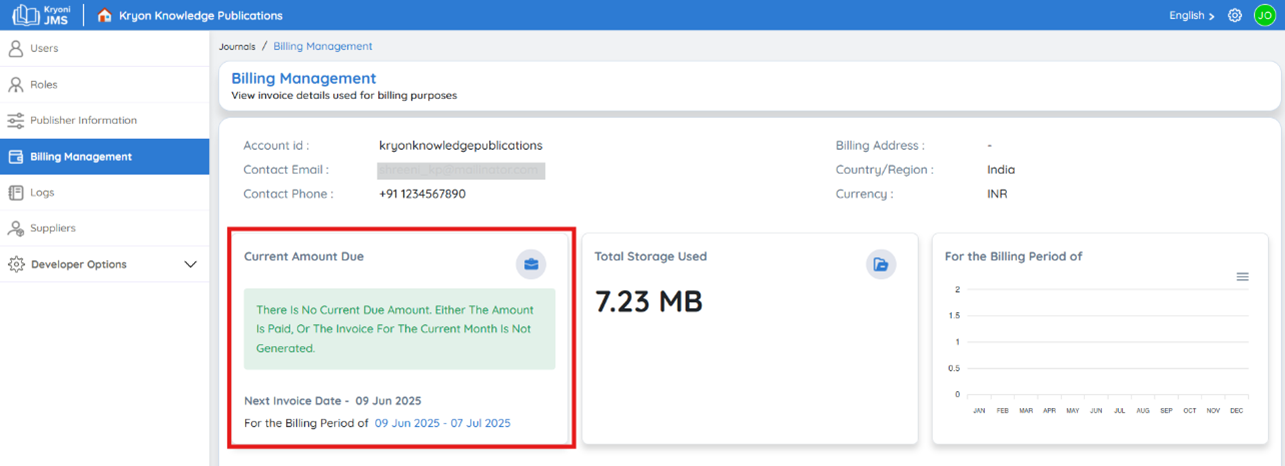 Kryoni
JMS
Kryon Knowledge Publications
English >
JO
Users
Roles
Publisher Information
Billing Management
Logs
Suppliers
Developer Options
Journals / Billing Management
Billing Management
View invoice details used for billing purposes
Account id : kryonknowledgepublications
Contact Email :
Contact Phone : +91 1234567890
Billing Address : -
Country/Region : India
Currency : INR
Current Amount Due
There Is No Current Due Amount. Either The Amount
Is Paid, Or The Invoice For The Current Month Is Not
Generated.
Next Invoice Date - 09 Jun 2025
For the Billing Period of 09 Jun 2025 - 07 Jul 2025
Total Storage Used
7.23 MB
For the Billing Period of
2
1.5
1
0.5
0
JAN FEB MAR APR MAY JUN JUL AUG SEP OCT NOV DEC